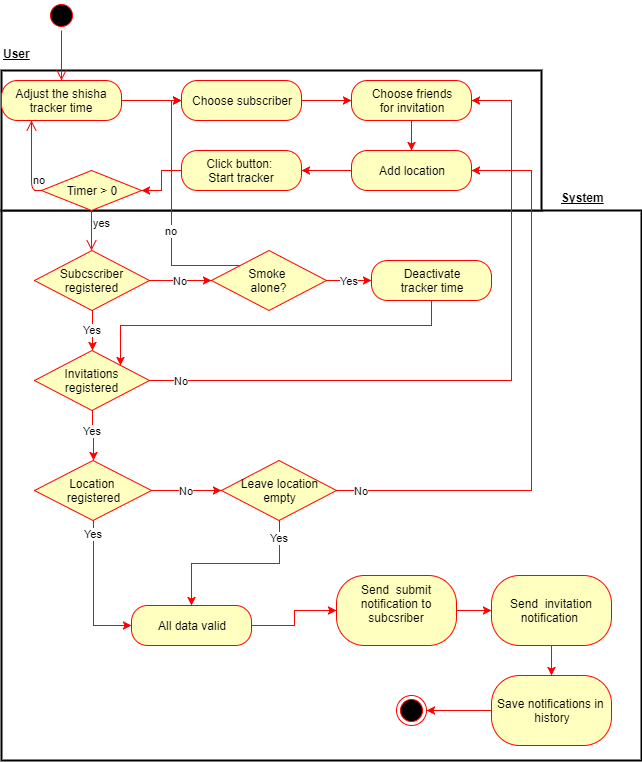 User
Adjust the shisha
tracker time
Choose subscriber
Choose friends
for invitation
Click button:
Start tracker
Add location
Timer > 0
no
yes
System
no
Subcscriber
registered
No
Smoke
alone?
Yes
Deactivate
tracker time
Yes
Invitations
registered
No
Yes
Location
registered
No
Leave location
empty
No
Yes
Yes
All data valid
Send  submit
notification to
subcsriber
Send  invitation
notification
Save notifications in
history